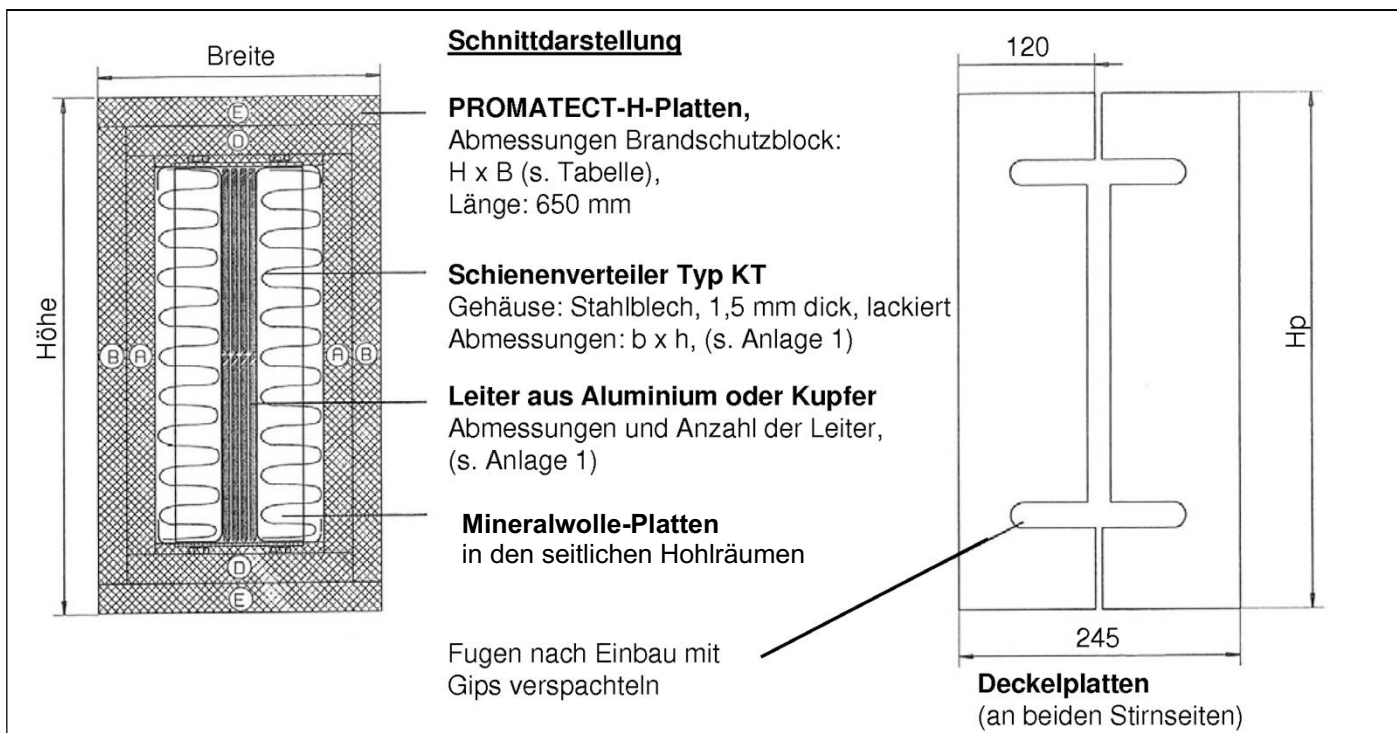 Breite
Höhe
E
D
B
A
A
B
D
E
Schnittdarstellung
PROMATECT-H-Platten,
Abmessungen Brandschutzblock:
H x B (s. Tabelle),
Länge: 650 mm
Schienenverteiler Typ KT
Gehäuse: Stahlblech, 1,5 mm dick, lackiert
Abmessungen: b x h, (s. Anlage 1)
Leiter aus Aluminium oder Kupfer
Abmessungen und Anzahl der Leiter,
(s. Anlage 1)
Mineralwolle-Platten
in den seitlichen Hohlräumen
Fugen nach Einbau mit
Gips verspachteln
120
Hp
245
Deckelplatten
(an beiden Stirnseiten)